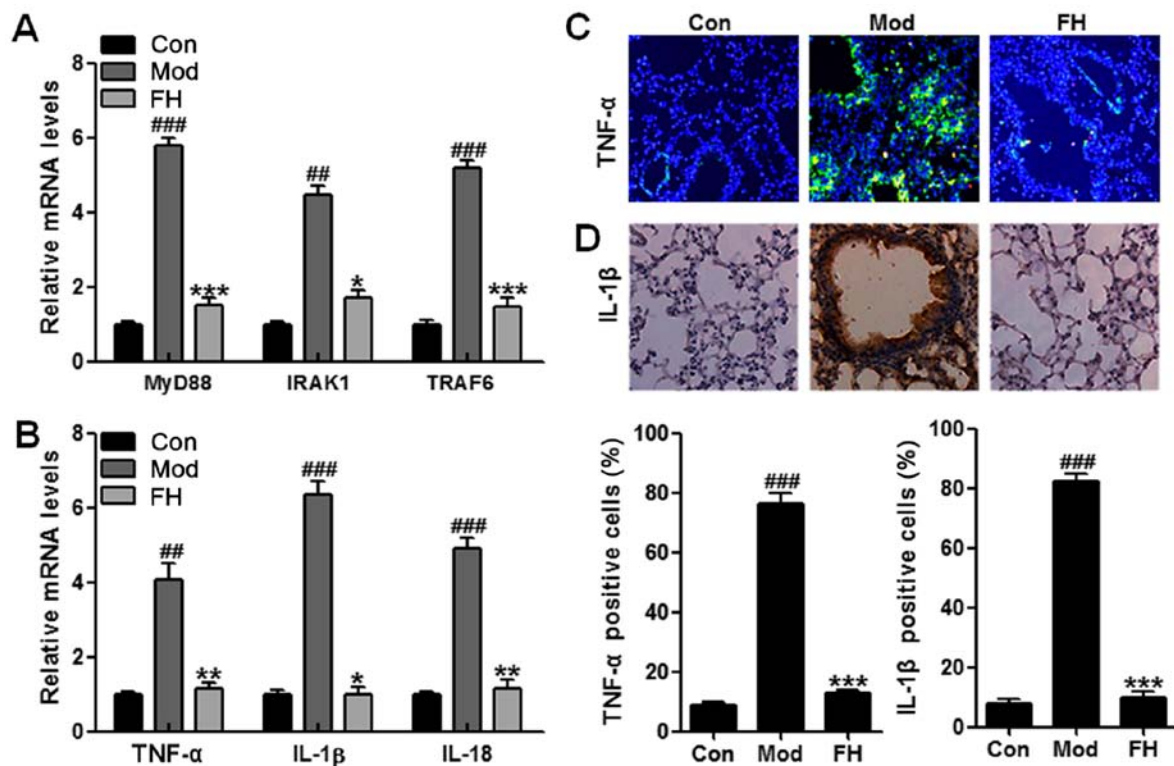 A
Con
Mod
FH
Relative mRNA levels
8
6
4
2
0
###
***
##
*
###
***
MyD88 IRAK1 TRAF6
B
Con
Mod
FH
Relative mRNA levels
8
6
4
2
0
##
**
###
*
###
**
TNF-α IL-1β IL-18
C
Con Mod FH
TNF-α
D
IL-1β
TNF-α positive cells (%)
100
80
60
40
20
0
###
***
Con Mod FH
IL-1β positive cells (%)
100
80
60
40
20
0
###
***
Con Mod FH